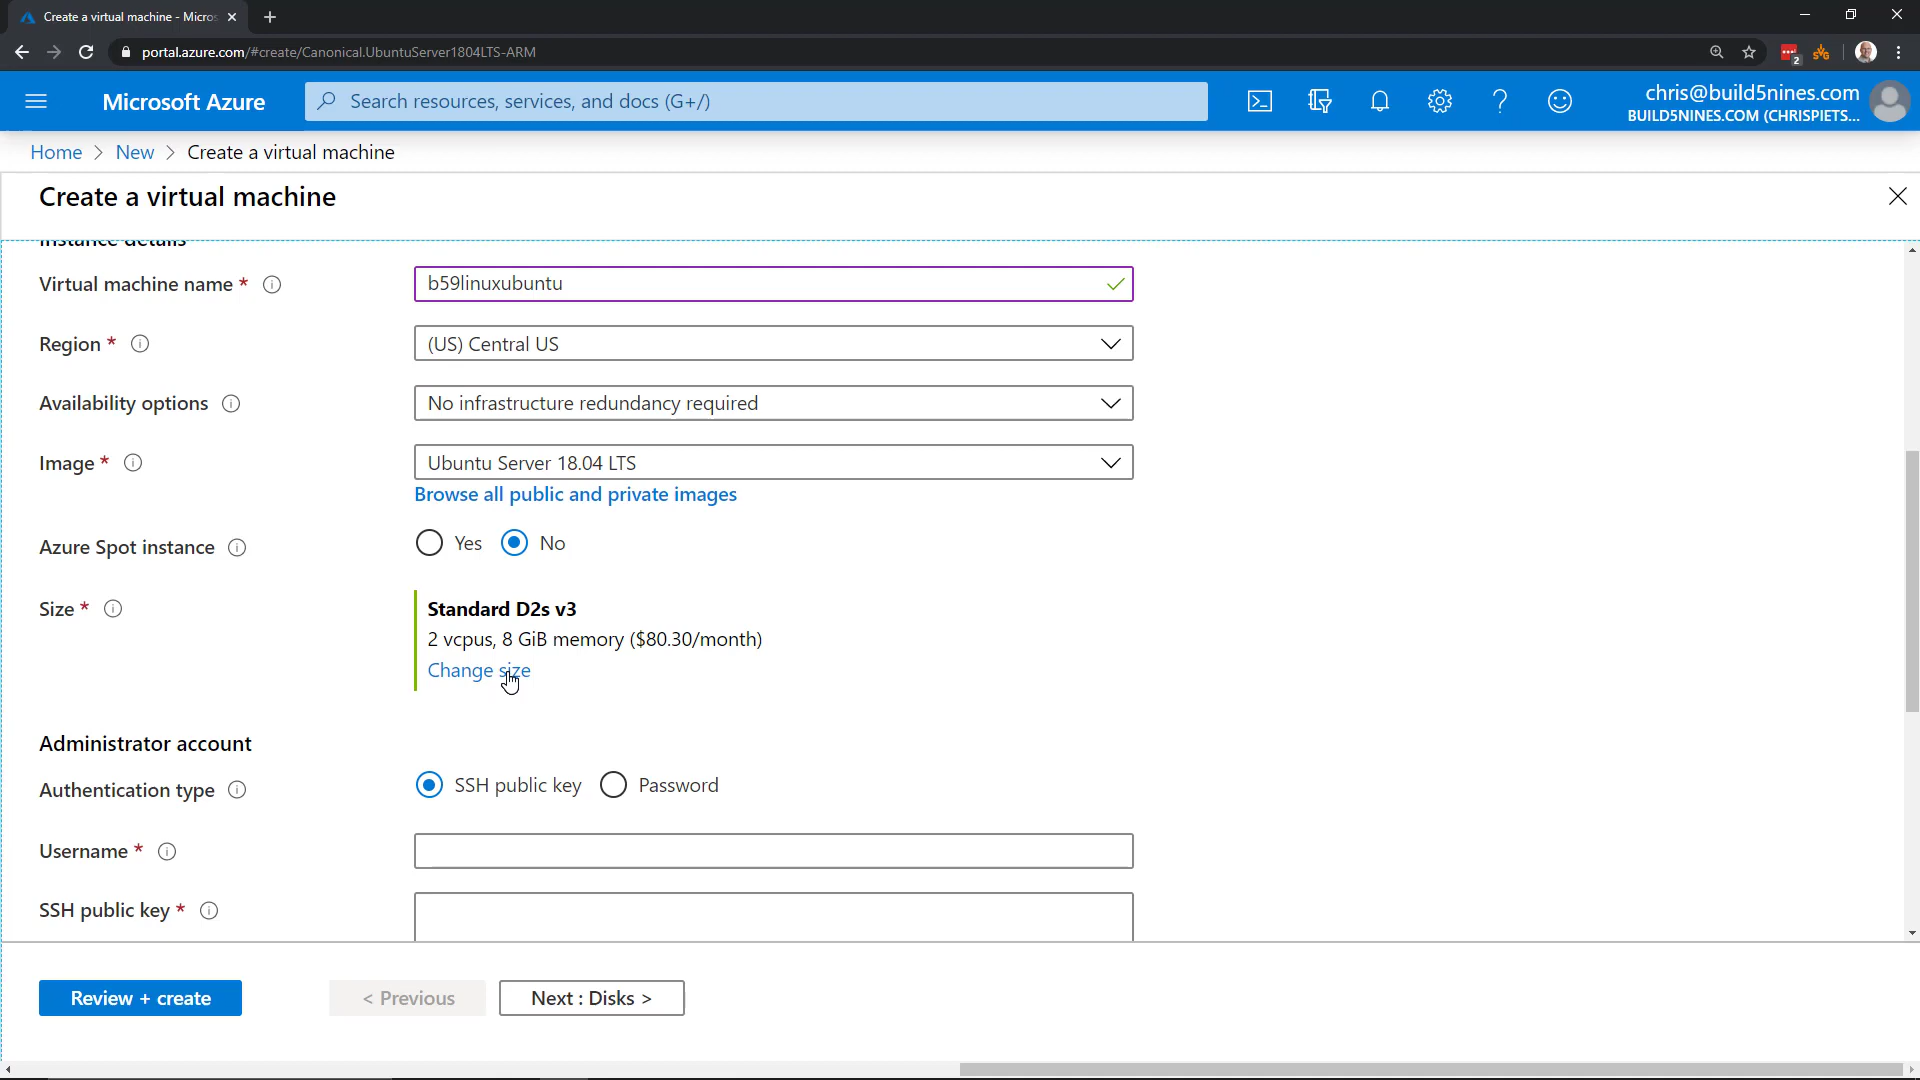 Create a virtual machine - Micros
portal.azure.com/#create/Canonical.UbuntuServer1804LTS-ARM
2
Microsoft Azure
Search resources, services, and docs (G+/)
chris@build5nines.com
BUILD5NINES.COM (CHRISPIETS...
Home > New > Create a virtual machine
Create a virtual machine
Instance details
Virtual machine name *
b59linuxubuntu
Region *
(US) Central US
Availability options
No infrastructure redundancy required
Image *
Ubuntu Server 18.04 LTS
Browse all public and private images
Azure Spot instance
Yes No
Size *
Standard D2s v3
2 vcpus, 8 GiB memory ($80.30/month)
Change size
Administrator account
Authentication type
SSH public key Password
Username *
SSH public key *
Review + create
< Previous
Next : Disks >